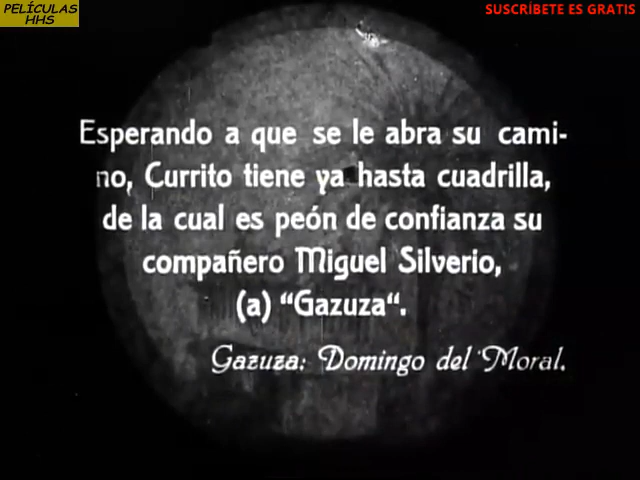 PELÍCULAS
HHS
SUSCRÍBETE ES GRATIS
Esperando a que se le abra su cami-
no, Currito tiene ya hasta cuadrilla,
de la cual es peón de confianza su
compañero Miguel Silverio,
(a) “Gazuza“.
Gazuza: Domingo del Moral.